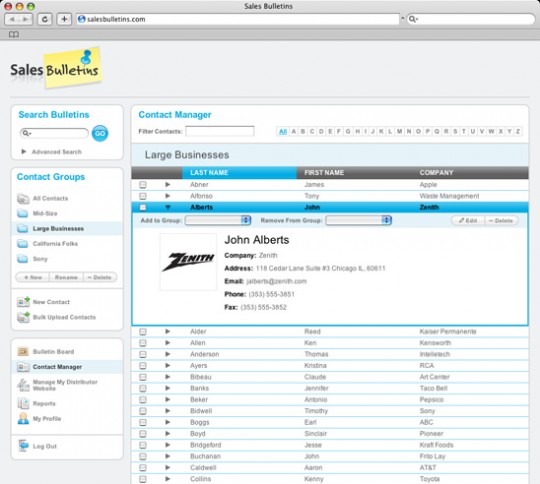 Sales Bulletins
salesbulletins.com
Sales Bulletins
Search Bulletins
GO
Advanced Search
Contact Groups
All Contacts
Mid-Size
Large Businesses
California Folks
Sony
+ New Rename − Delete
New Contact
Bulk Upload Contacts
Bulletin Board
Contact Manager
Manage My Distributor
Website
Reports
My Profile
Log Out
Contact Manager
Filter Contacts: All A B C D E F G H I J K L M N O P Q R S T U V W X Y Z
Large Businesses
LAST NAME FIRST NAME COMPANY
Abner James Apple
Alfonso Tony Waste Management
Alberts John Zenith
Add to Group: Remove From Group: Edit − Delete
ZENITH
John Alberts
Company: Zenith
Address: 118 Cedar Lane Suite #3 Chicago IL, 60611
Email: jalberts@zenith.com
Phone: (353) 555-3851
Fax: (353) 555-3852
Alder Reed Kaiser Permanente
Allen Ken Kensworth
Anderson Thomas Intelletech
Ayers Kristina RCA
Bibeau Claude Art Center
Banks Jennifer Taco Bell
Beker Antonio Pepsico
Bidwell Timothy Sony
Boggs Earl ABC
Boyd Sinclair Pioneer
Bridgeford Jesse Kraft Foods
Buchanan John Frito Lay
Caldwell Aaron AT&T
Collins Kenny Toyota